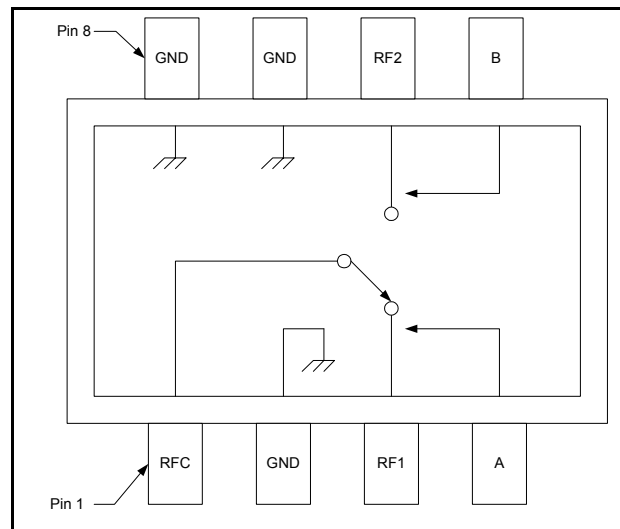 Pin 8
GND
GND
RF2
B
RFC
GND
RF1
A
Pin 1